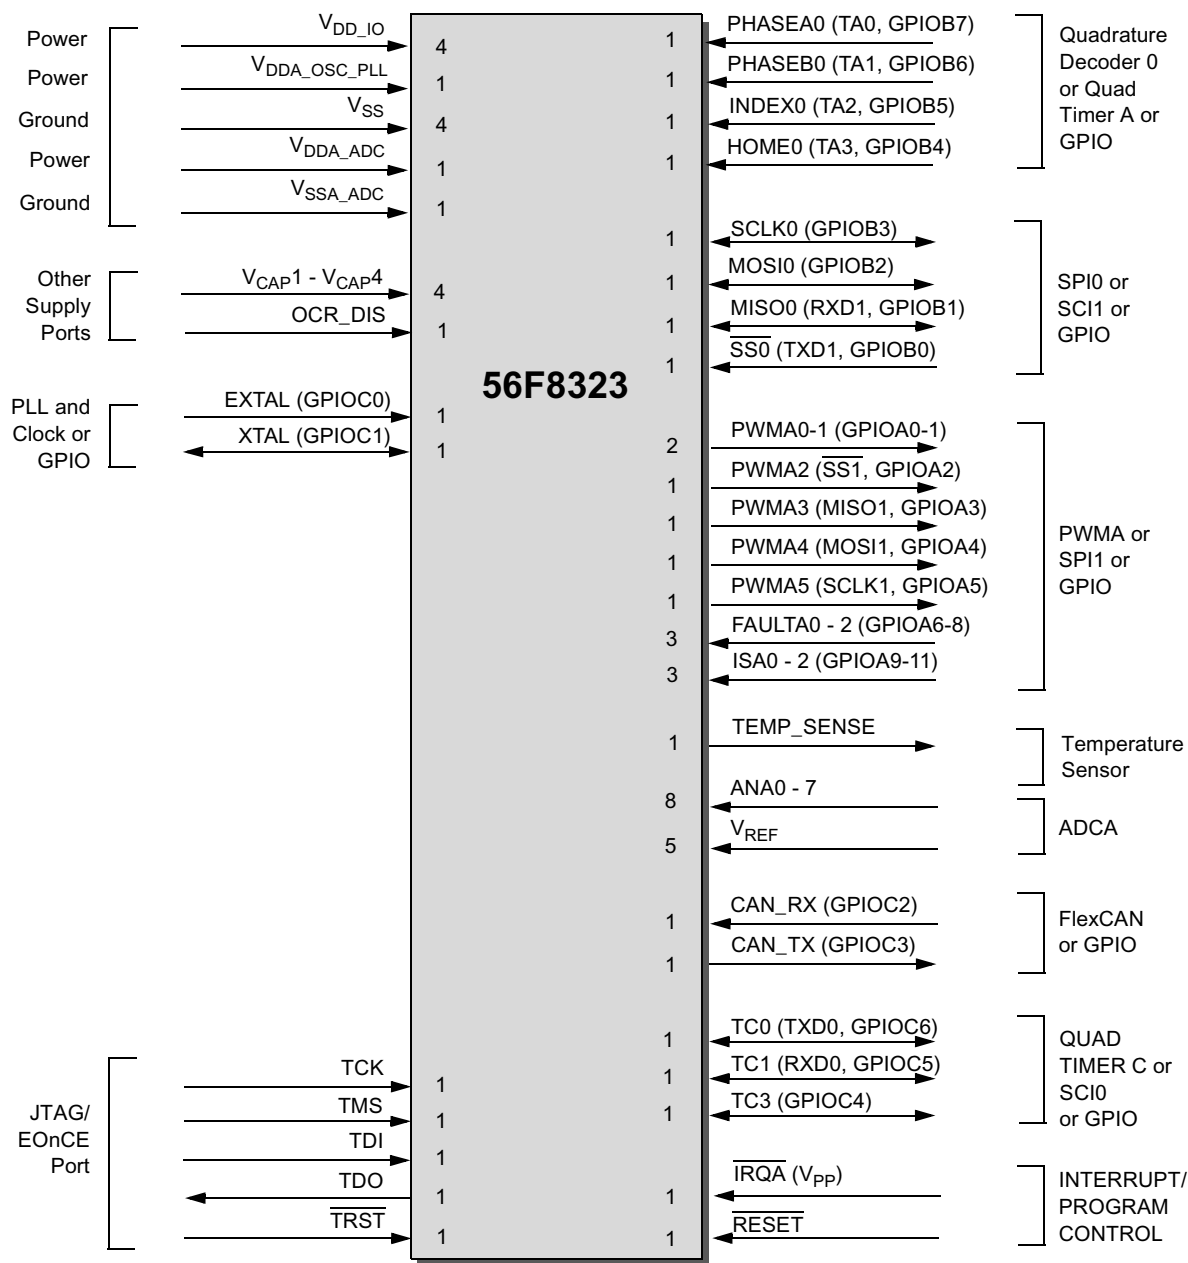 Power
V_DD_IO
4
Power
V_DDA_OSC_PLL
1
Ground
V_SS
4
Power
V_DDA_ADC
1
Ground
V_SSA_ADC
1
Other
Supply
Ports
V_CAP1 - V_CAP4
4
OCR_DIS
1
PLL and
Clock or
GPIO
EXTAL (GPIOC0)
1
XTAL (GPIOC1)
1
JTAG/
EOnCE
Port
TCK
1
TMS
1
TDI
1
TDO
1
TRST
1
56F8323
1
PHASEA0 (TA0, GPIOB7)
1
PHASEB0 (TA1, GPIOB6)
1
INDEX0 (TA2, GPIOB5)
1
HOME0 (TA3, GPIOB4)
Quadrature
Decoder 0
or Quad
Timer A or
GPIO
1
SCLK0 (GPIOB3)
1
MOSI0 (GPIOB2)
1
MISO0 (RXD1, GPIOB1)
1
SS0 (TXD1, GPIOB0)
SPI0 or
SCI1 or
GPIO
2
PWMA0-1 (GPIOA0-1)
1
PWMA2 (SS1, GPIOA2)
1
PWMA3 (MISO1, GPIOA3)
1
PWMA4 (MOSI1, GPIOA4)
1
PWMA5 (SCLK1, GPIOA5)
3
FAULTA0 - 2 (GPIOA6-8)
3
ISA0 - 2 (GPIOA9-11)
PWMA or
SPI1 or
GPIO
1
TEMP_SENSE
Temperature
Sensor
8
ANA0 - 7
5
V_REF
ADCA
1
CAN_RX (GPIOC2)
1
CAN_TX (GPIOC3)
FlexCAN
or GPIO
1
TC0 (TXD0, GPIOC6)
1
TC1 (RXD0, GPIOC5)
1
TC3 (GPIOC4)
QUAD
TIMER C or
SCI0
or GPIO
1
IRQA (V_PP)
1
RESET
INTERRUPT/
PROGRAM
CONTROL